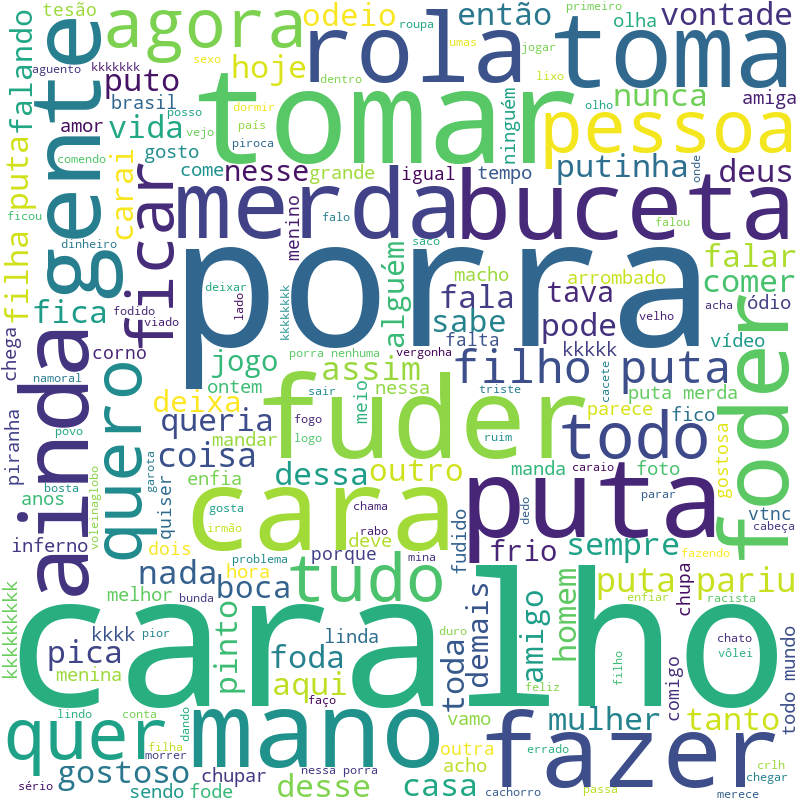 tesão
agora
odeio
então
primeiro
vontade
roupa
umas
olha
jogar
rola
toma
gente
falando
aguento
kkkkkkk
puto
hoje
dentro
lixo
brasil
dormir
sexo
tomar
olho
nunca
amiga
pessoa
amor
vida
posso
vejo
país
piroca
ninguém
comendo
gosto
come
nesse
grande
igual
tempo
putinha
onde
deus
filha puta
carai
ficar
merda
buceta
ficou
dinheiro
menino
falo
saco
falou
porra
alguém
macho
arrombado
falar
comer
deixar
lado
kkkkkkkk
fica
fodido
viado
fala
tava
velho
acha
ódio
chega
corno
sabe
falta
pode
kkkkk
vídeo
ainda
namoral
quero
jogo
ontem
porra nenhuma
vergonha
assim
filho
puta
foder
povo
deixa
meio
nessa
sair
triste
cacete
puta merda
piranha
bosta
garota
voleinaglobo
queria
mandar
fogo
logo
fuder
ruim
parece
fico
todo
gostosa
anos
quiser
coisa
enfia
dessa
outro
manda
caraio
foto
gosta
irmão
cara
chama
rabo
puta
dedo
parar
vtnc
cabeça
inferno
dois
hora
problema
porque
deve
mina
fudido
frio
sempre
fazendo
nada
boca
tudo
melhor
bunda
kkkkkkkkk
caralho
demais
homem
puta pariu
enfiar
chupa
racista
kkkk
pior
pica
menina
pinto
linda
foda
toda
duro
amigo
chato
vôlei
aqui
feliz
filho
comigo
todo mundo
lindo
conta
dando
faço
vamo
quer
mano
mulher
tanto
filha
morrer
outra
acho
errado
fazer
crlh
chegar
gostoso
chupar
desse
casa
sério
sendo
fode
nessa porra
cachorro
passa
merece